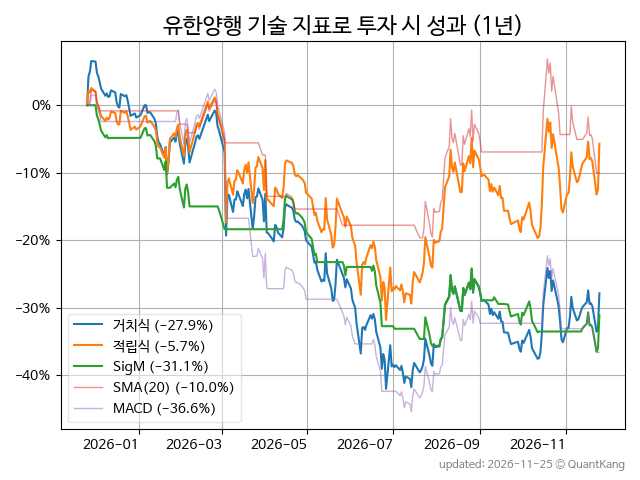 유한양행 기술 지표로 투자 시 성과 (1년)
0%
−10%
−20%
−30%
−40%
거치식 (−27.9%)
적립식 (−5.7%)
SigM (−31.1%)
SMA(20) (−10.0%)
MACD (−36.6%)
2026-01
2026-03
2026-05
2026-07
2026-09
2026-11
updated: 2026-11-25 © QuantKang